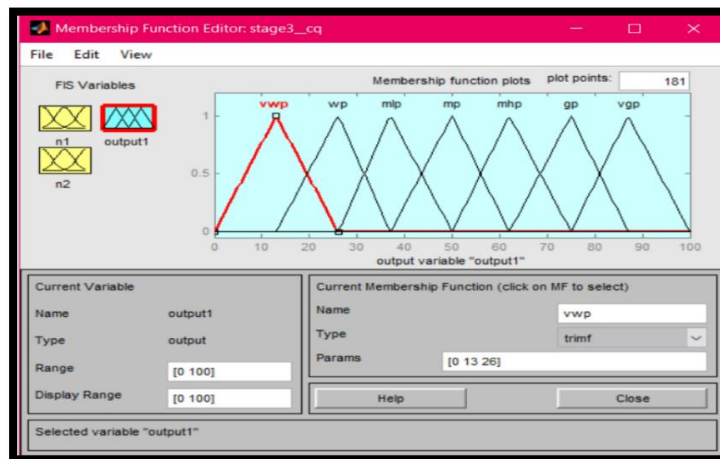 Membership Function Editor: stage3__cq
File Edit View
FIS Variables
n1
output1
n2
Membership function plots
plot points:
181
vwp wp mlp mp mhp gp vgp
1
0.5
0
0 10 20 30 40 50 60 70 80 90 100
output variable "output1"
Current Variable
Name output1
Type output
Range [0 100]
Display Range [0 100]
Current Membership Function (click on MF to select)
Name vwp
Type trimf
Params [0 13 26]
Help Close
Selected variable "output1"